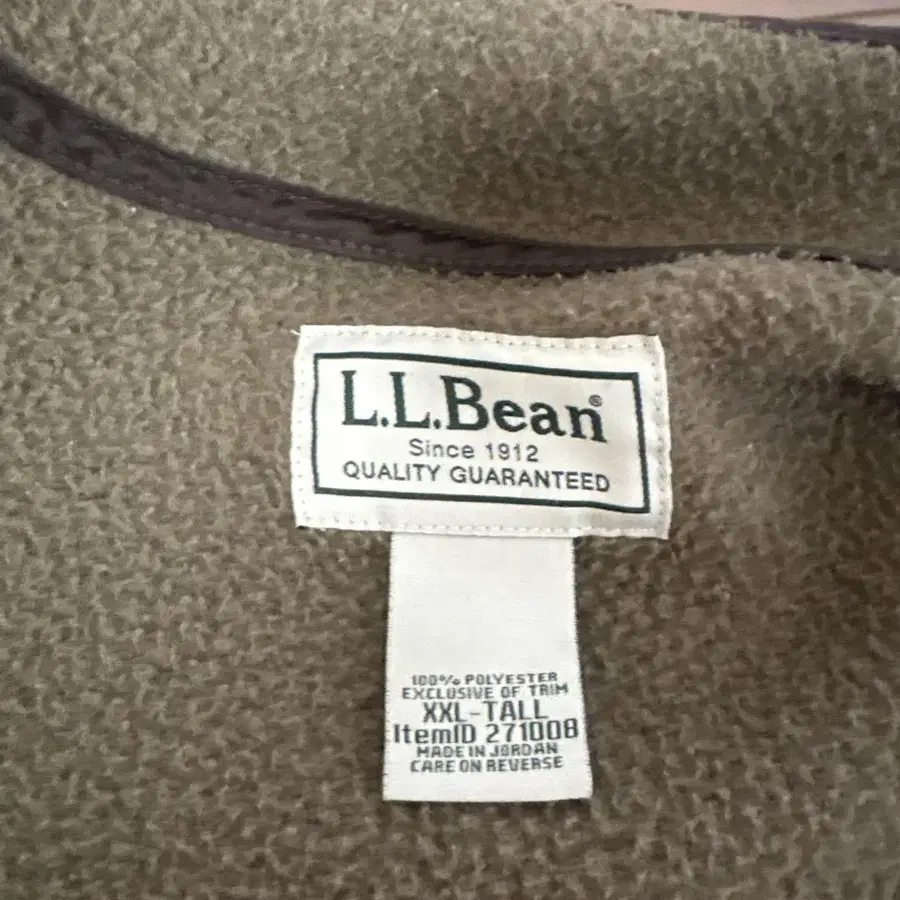 L.L.Bean®
Since 1912
QUALITY GUARANTEED
100% POLYESTER
EXCLUSIVE OF TRIM
XXL-TALL
ItemID 271008
MADE IN JORDAN
CARE ON REVERSE